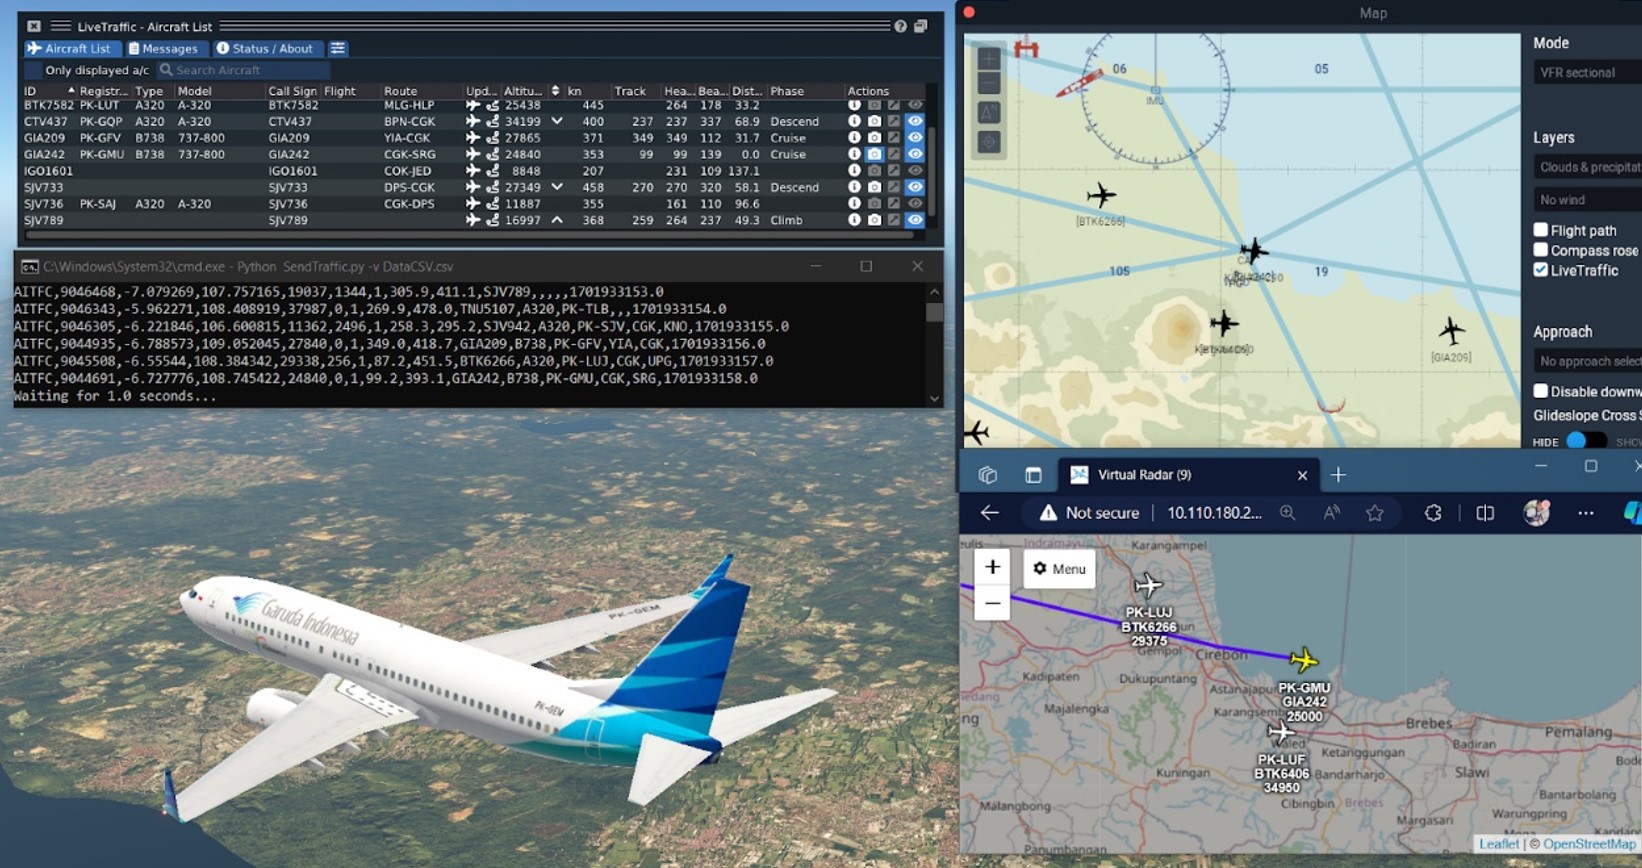 LiveTraffic - Aircraft List
Aircraft List Messages Status / About
Only displayed a/c Search Aircraft
ID Registr... Type Model Call Sign Flight Route Upd... Altitu... kn Track Hea... Bea... Dist... Phase Actions
BTK7582 PK-LUT A320 A-320 BTK7582 MLG-HLP 25438 445 264 178 33.2
CTV437 PK-GQP A320 A-320 CTV437 BPN-CGK 34199 400 237 237 337 68.9 Descend
GIA209 PK-GFV B738 737-800 GIA209 YIA-CGK 27865 371 349 349 112 31.7 Cruise
GIA242 PK-GMU B738 737-800 GIA242 CGK-SRG 24840 353 99 99 139 0.0 Cruise
IGO1601 IGO1601 COK-JED 8848 207 231 109 137.1
SJV733 SJV733 DPS-CGK 27349 458 270 270 320 58.1 Descend
SJV736 PK-SAJ A320 A-320 SJV736 CGK-DPS 11887 355 161 110 96.6
SJV789 SJV789 16997 368 259 264 237 49.3 Climb
C:\Windows\System32\cmd.exe - Python SendTraffic.py -v DataCSV.csv
AITFC,9046468,-7.079269,107.757165,19037,1344,1,305.9,411.1,SJV789,,,,,1701933153.0
AITFC,9046343,-5.962271,108.408919,37987,0,1,269.9,478.0,TNU5107,A320,PK-TLB,,,1701933154.0
AITFC,9046305,-6.221846,106.600815,11362,2496,1,258.3,295.2,SJV942,A320,PK-SJV,CGK,KNO,1701933155.0
AITFC,9044935,-6.788573,109.052045,27840,0,1,349.0,418.7,GIA209,B738,PK-GFV,YIA,CGK,1701933156.0
AITFC,9045508,-6.55544,108.384342,29338,256,1,87.2,451.5,BTK6266,A320,PK-LUJ,CGK,UPG,1701933157.0
AITFC,9044691,-6.727776,108.745422,24840,0,1,99.2,393.1,GIA242,B738,PK-GMU,CGK,SRG,1701933158.0
Waiting for 1.0 seconds...
Garuda Indonesia
PK-GEM
PK-GEM
Map
06
05
IMU
[BTK6266]
105
19
[GIA209]
Mode
VFR sectional
Layers
Clouds & precipitat
No wind
Flight path
Compass rose
LiveTraffic
Approach
No approach select
Disable downw
Glideslope Cross S
HIDE SHOW
Virtual Radar (9)
Not secure 10.110.180.2...
+
−
Menu
Indramayu
Karangampel
PK-LUJ
BTK6266
29375
Gempol
Cirebon
Kadipaten
Dukupuntang
Astanajapu
Majalengka
Karangsemb
PK-GMU
GIA242
25000
Brebes
Pemalang
Waled
Ketanggungan
Badiran
PK-LUF
BTK6406
34950
Kuningan
Bandarharjo
Slawi
Cibingbin
Brebes
Bantarbolang
Malangbong
Margasari
Warungpring
Panumbangan
Leaflet | © OpenStreetMap